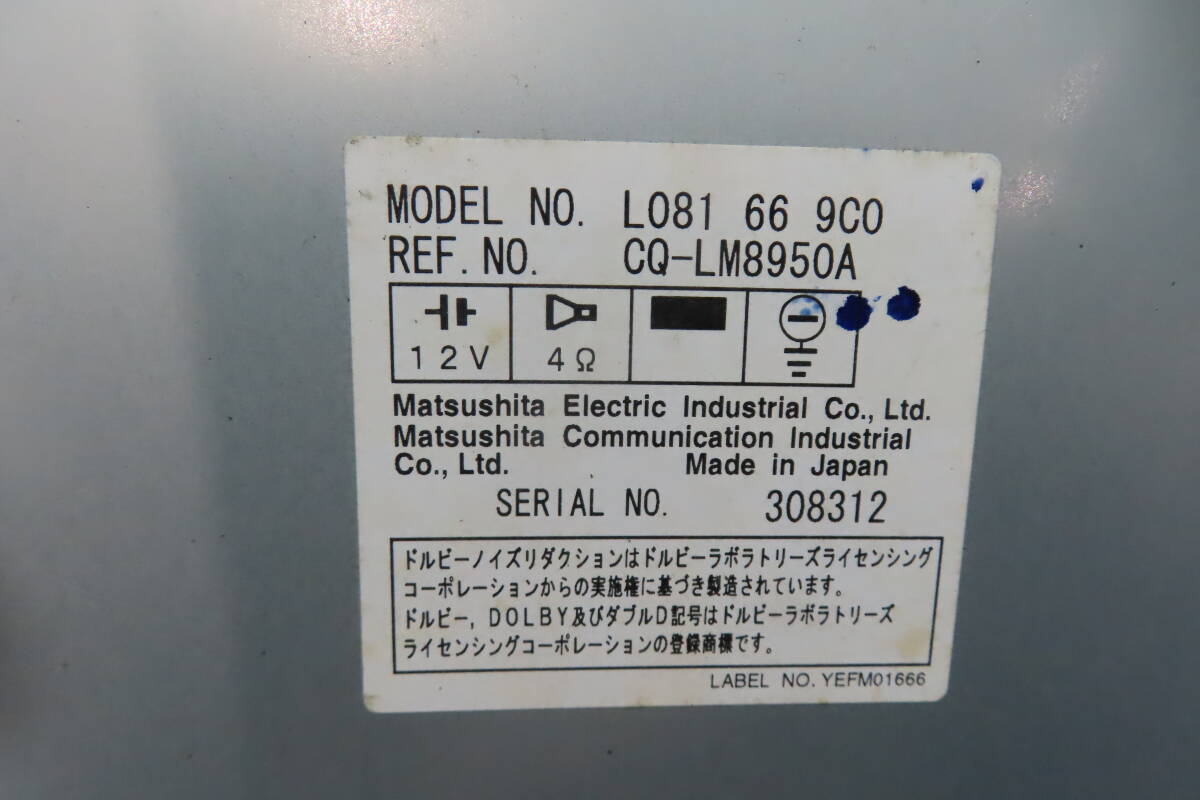 MODEL NO. L081 66 9C0
REF. NO. CQ-LM8950A
12V 4Ω
Matsushita Electric Industrial Co., Ltd.
Matsushita Communication Industrial
Co., Ltd. Made in Japan
SERIAL NO. 308312
ドルビーノイズリダクションはドルビーラボラトリーズライセンシング
コーポレーションからの実施権に基づき製造されています。
ドルビー, DOLBY及びダブルD記号はドルビーラボラトリーズ
ライセンシングコーポレーションの登録商標です。
LABEL NO. YEFM01666